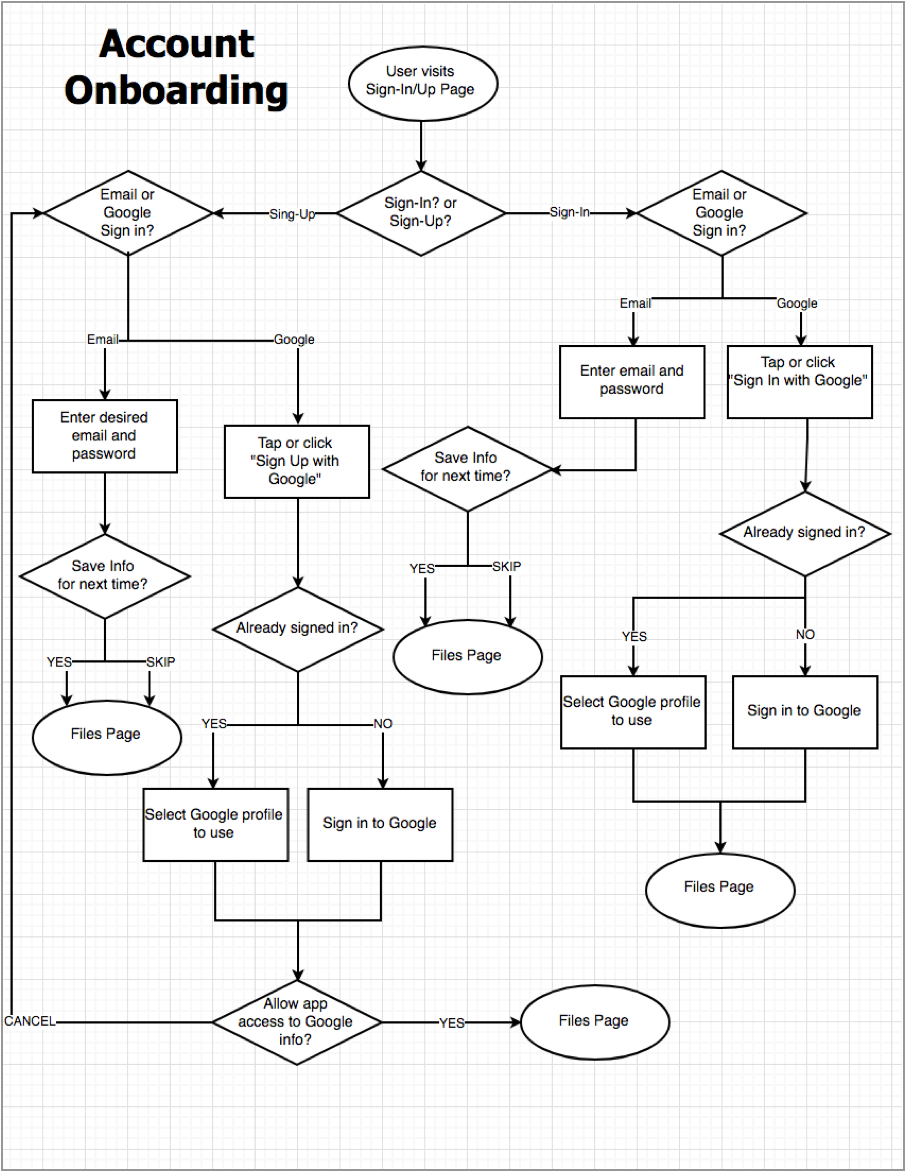 Account
Onboarding
User visits
Sign-In/Up Page
Email or
Google
Sign in?
Sing-Up
Sign-In? or
Sign-Up?
Sign-In
Email or
Google
Sign in?
Email
Google
Email
Google
Enter email and
password
Tap or click
"Sign In with Google"
Enter desired
email and
password
Tap or click
"Sign Up with
Google"
Save Info
for next time?
Already signed in?
Save Info
for next time?
YES
SKIP
Already signed in?
YES
NO
Files Page
YES
SKIP
Select Google profile
to use
Sign in to Google
Files Page
YES
NO
Select Google profile
to use
Sign in to Google
Files Page
Allow app
access to Google
info?
CANCEL
YES
Files Page